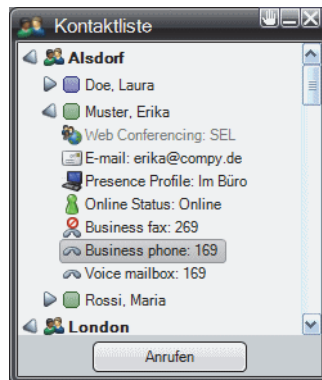 Kontaktliste
Alsdorf
Doe, Laura
Muster, Erika
Web Conferencing: SEL
E-mail: erika@compy.de
Presence Profile: Im Büro
Online Status: Online
Business fax: 269
Business phone: 169
Voice mailbox: 169
Rossi, Maria
London
Anrufen